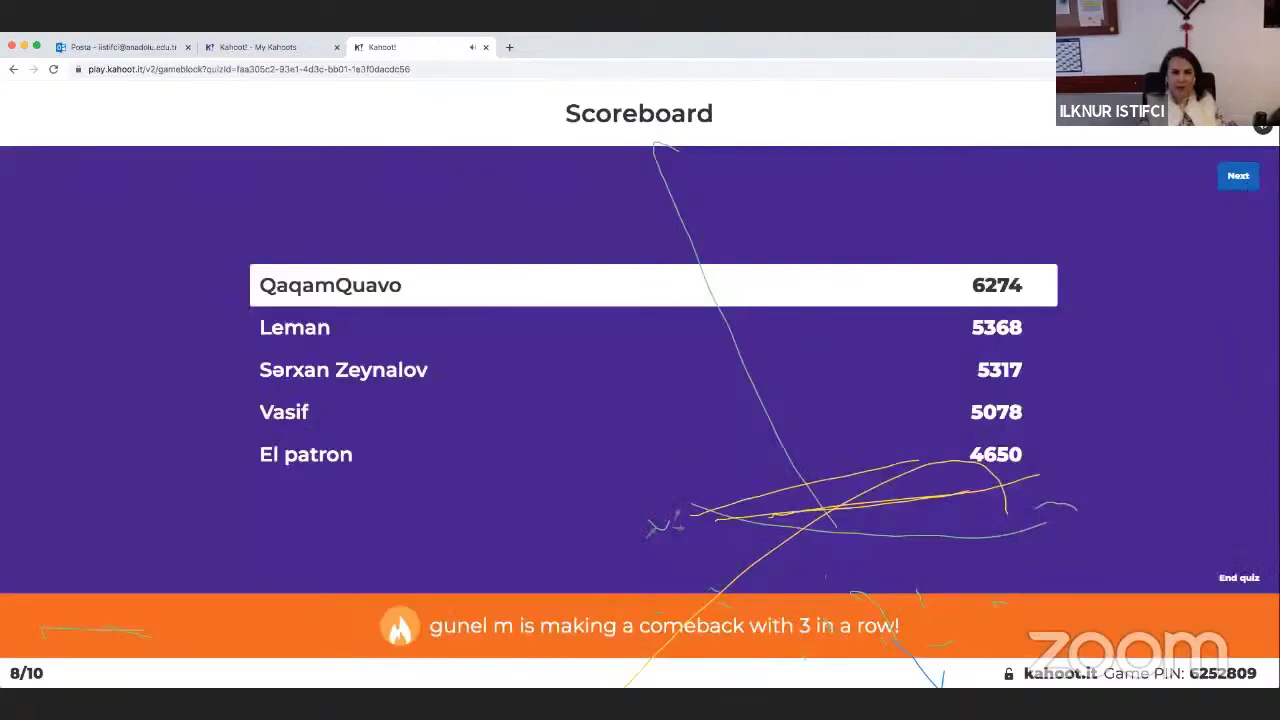 Posta - iistifci@anadolu.edu.tr
Kahoot! - My Kahoots
Kahoot!
play.kahoot.it/v2/gameblock?quizId=faa305c2-93e1-4d3c-bb01-1e3f0dacdc56
ILKNUR ISTIFCI
Scoreboard
Next
QaqamQuavo 6274
Leman 5368
Sərxan Zeynalov 5317
Vasif 5078
El patron 4650
End quiz
gunel m is making a comeback with 3 in a row!
zoom
8/10
kahoot.it Game PIN: 6252809